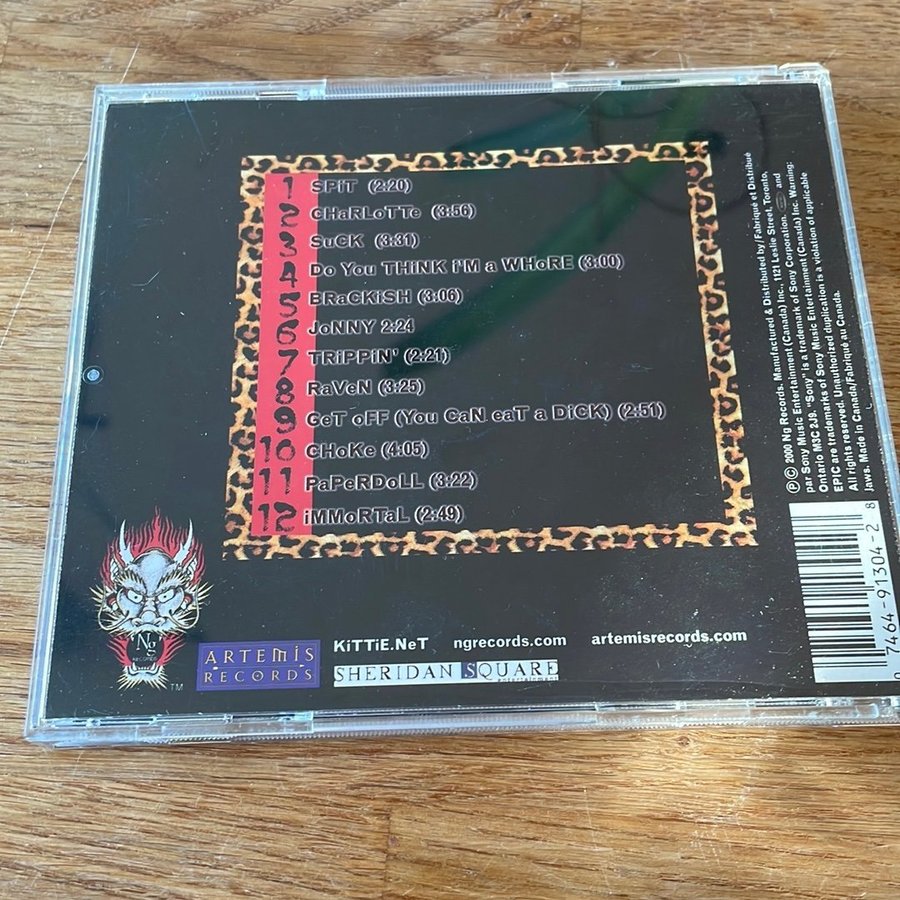 1 SPiT (2:20)
2 CHaRLoTTe (3:56)
3 SuCK (3:31)
4 Do You THiNK i'M a WHoRE (3:00)
5 BRaCKiSH (3:06)
6 JoNNY 2:24
7 TRiPPiN' (2:21)
8 RaVeN (3:25)
9 GeT oFF (You CaN eaT a DiCK) (2:51)
10 CHoKe (4:05)
11 PaPeRDoLL (3:22)
12 iMMoRTaL (2:49)
Ng
RECORDS
TM
ARTEMIS
RECORDS
KiTTiE.NeT ngrecords.com artemisrecords.com
SHERIDAN SQUARE
entertainment
Ⓟ © 2000 Ng Records. Manufactured & Distributed by/Fabriqué et Distribué
par Sony Music Entertainment (Canada) Inc., 1121 Leslie Street, Toronto,
Ontario M3C 2J9. "Sony" is a trademark of Sony Corporation. and
EPIC are trademarks of Sony Music Entertainment (Canada) Inc. Warning:
All rights reserved. Unauthorized duplication is a violation of applicable
laws. Made in Canada/Fabriqué au Canada.
0 7464-91304-2 8